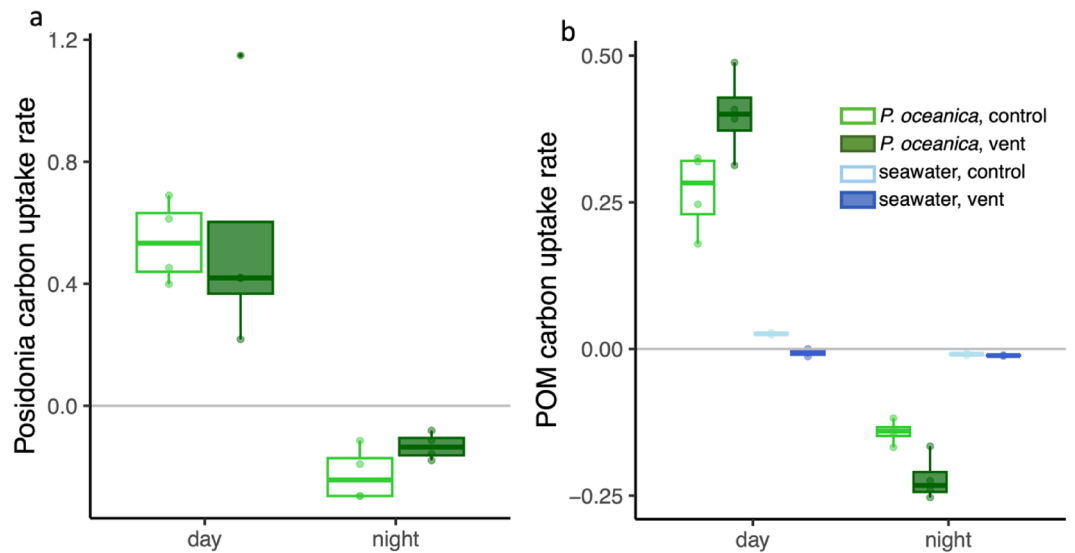 a
1.2
0.8
0.4
0.0
Posidonia carbon uptake rate
day
night
b
0.50
0.25
0.00
−0.25
POM carbon uptake rate
P. oceanica, control
P. oceanica, vent
seawater, control
seawater, vent
day
night